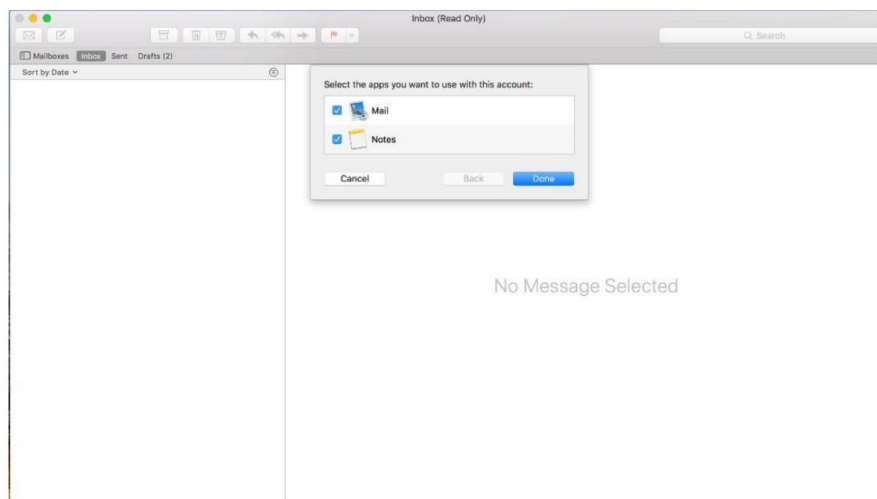 Inbox (Read Only)
Search
Mailboxes Inbox Sent Drafts (2)
Sort by Date
Select the apps you want to use with this account:
Mail
Notes
Cancel Back Done
No Message Selected